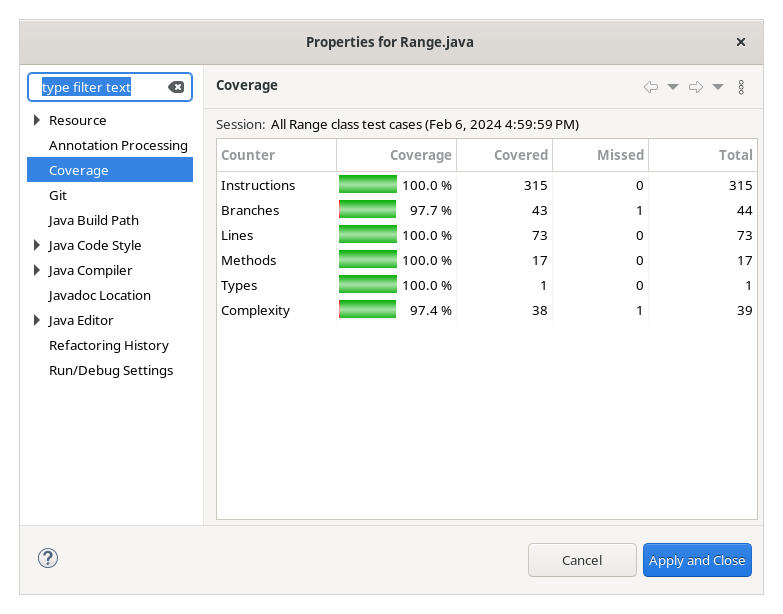 Properties for Range.java
type filter text
Resource
Annotation Processing
Coverage
Git
Java Build Path
Java Code Style
Java Compiler
Javadoc Location
Java Editor
Refactoring History
Run/Debug Settings
Coverage
Session: All Range class test cases (Feb 6, 2024 4:59:59 PM)
Counter Coverage Covered Missed Total
Instructions 100.0 % 315 0 315
Branches 97.7 % 43 1 44
Lines 100.0 % 73 0 73
Methods 100.0 % 17 0 17
Types 100.0 % 1 0 1
Complexity 97.4 % 38 1 39
Cancel Apply and Close